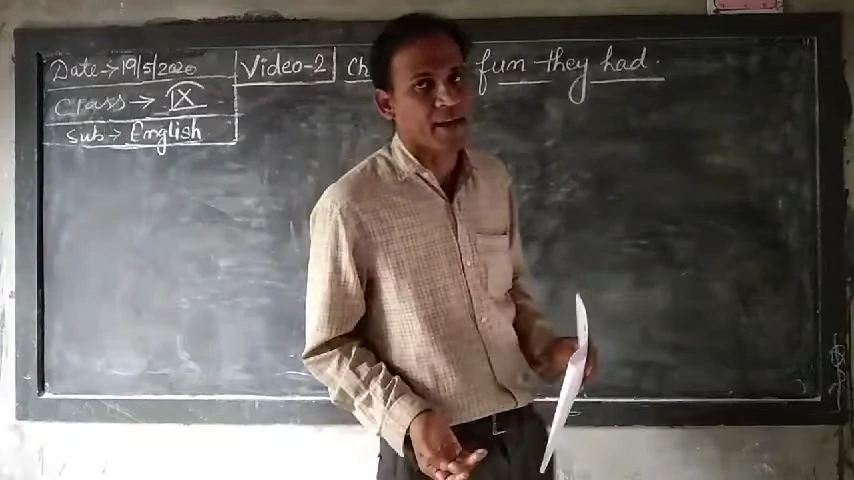 Date → 19/5/2020
Class → IX
Sub → English
Video-2
Ch
fun they had.